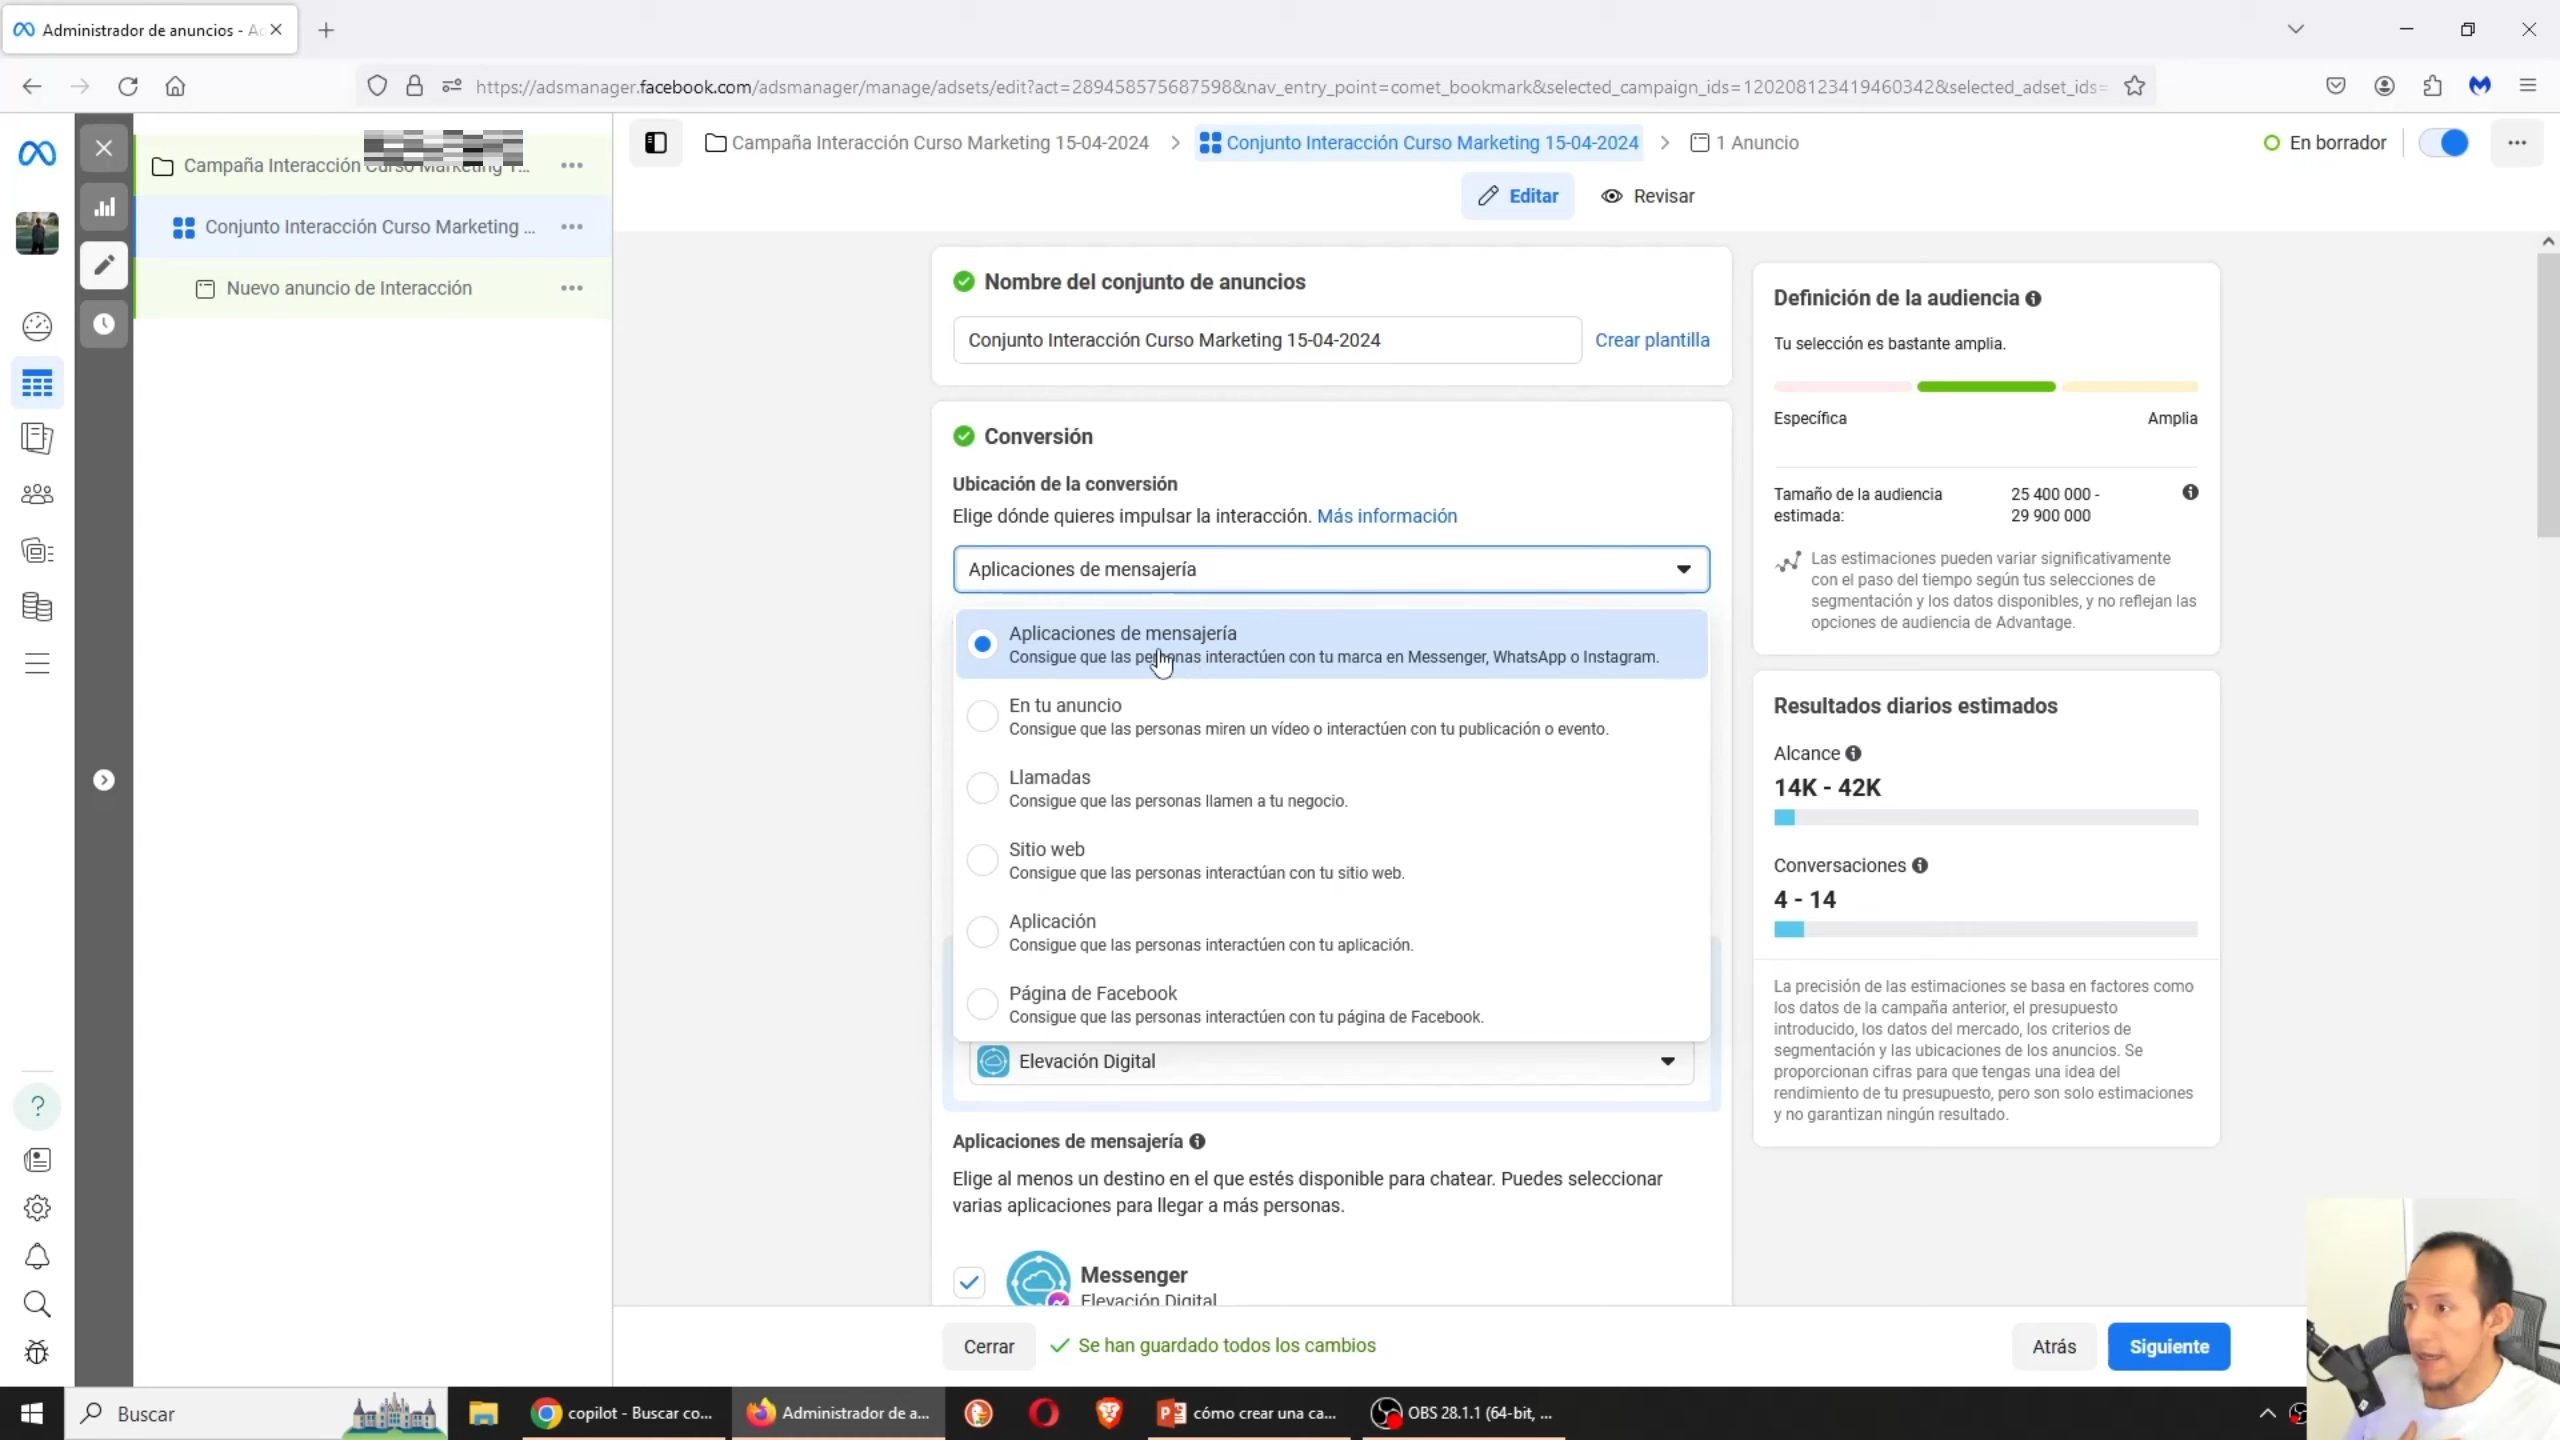 Administrador de anuncios - Ad
https://adsmanager.facebook.com/adsmanager/manage/adsets/edit?act=289458575687598&nav_entry_point=comet_bookmark&selected_campaign_ids=120208123419460342&selected_adset_ids=
Campaña Interacción Curso Marketing 1...
Conjunto Interacción Curso Marketing ...
Nuevo anuncio de Interacción
Campaña Interacción Curso Marketing 15-04-2024
Conjunto Interacción Curso Marketing 15-04-2024
1 Anuncio
En borrador
Editar
Revisar
Nombre del conjunto de anuncios
Conjunto Interacción Curso Marketing 15-04-2024
Crear plantilla
Conversión
Ubicación de la conversión
Elige dónde quieres impulsar la interacción. Más información
Aplicaciones de mensajería
Aplicaciones de mensajería
Consigue que las personas interactúen con tu marca en Messenger, WhatsApp o Instagram.
En tu anuncio
Consigue que las personas miren un vídeo o interactúen con tu publicación o evento.
Llamadas
Consigue que las personas llamen a tu negocio.
Sitio web
Consigue que las personas interactúan con tu sitio web.
Aplicación
Consigue que las personas interactúen con tu aplicación.
Página de Facebook
Consigue que las personas interactúen con tu página de Facebook.
Elevación Digital
Aplicaciones de mensajería
Elige al menos un destino en el que estés disponible para chatear. Puedes seleccionar
varias aplicaciones para llegar a más personas.
Messenger
Elevación Digital
Cerrar
Se han guardado todos los cambios
Atrás
Siguiente
Definición de la audiencia
Tu selección es bastante amplia.
Específica
Amplia
Tamaño de la audiencia
estimada:
25 400 000 -
29 900 000
Las estimaciones pueden variar significativamente
con el paso del tiempo según tus selecciones de
segmentación y los datos disponibles, y no reflejan las
opciones de audiencia de Advantage.
Resultados diarios estimados
Alcance
14K - 42K
Conversaciones
4 - 14
La precisión de las estimaciones se basa en factores como
los datos de la campaña anterior, el presupuesto
introducido, los datos del mercado, los criterios de
segmentación y las ubicaciones de los anuncios. Se
proporcionan cifras para que tengas una idea del
rendimiento de tu presupuesto, pero son solo estimaciones
y no garantizan ningún resultado.
Buscar
copilot - Buscar co...
Administrador de a...
cómo crear una ca...
OBS 28.1.1 (64-bit, ...